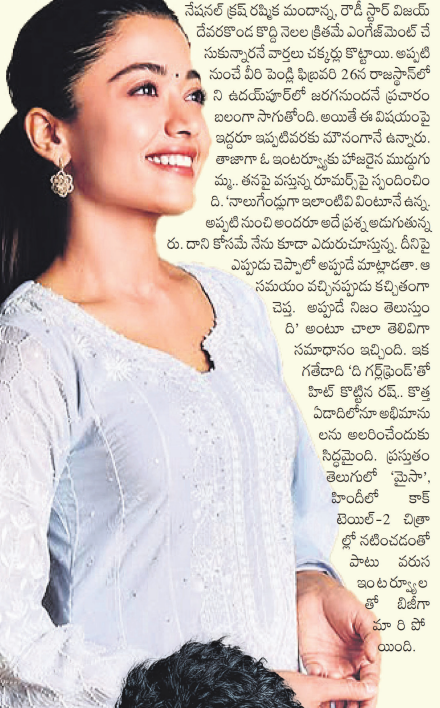 నేషనల్ క్రష్ రష్మిక మందాన్న, రౌడీ స్టార్ విజయ్
దేవరకొండ కొద్ది నెలల క్రితమే ఎంగేజ్‌మెంట్ చే
సుకున్నారనే వార్తలు చక్కర్లు కొట్టాయి. అప్పటి
నుంచే వీరి పెండ్లి ఫిబ్రవరి 26న రాజస్థాన్‌లో
ని ఉదయ్‌పూర్‌లో జరగనుందనే ప్రచారం
బలంగా సాగుతోంది. అయితే ఈ విషయంపై
ఇద్దరూ ఇప్పటివరకు మౌనంగానే ఉన్నారు.
తాజాగా ఓ ఇంటర్వ్యూకు హాజరైన ముద్దుగు
మ్మ.. తనపై వస్తున్న రూమర్స్‌పై స్పందించిం
ది. ‘నాలుగేండ్లుగా ఇలాంటివి వింటూనే ఉన్న.
అప్పటి నుంచి అందరూ అదే ప్రశ్న అడుగుతున్న
రు. దాని కోసమే నేను కూడా ఎదురుచూస్తున్న. దీనిపై
ఎప్పుడు చెప్పాలో అప్పుడే మాట్లాడతా. ఆ
సమయం వచ్చినప్పుడు కచ్చితంగా
చెప్త. అప్పుడే నిజం తెలుస్తుం
ది’ అంటూ చాలా తెలివిగా
సమాధానం ఇచ్చింది. ఇక
గతేడాది ‘ది గర్ల్‌ఫ్రెండ్’తో
హిట్ కొట్టిన రష్.. కొత్త
ఏడాదిలోనూ అభిమాను
లను అలరించేందుకు
సిద్ధమైంది. ప్రస్తుతం
తెలుగులో ‘మైసా’,
హిందీలో కాక్
టెయిల్-2 చిత్రా
ల్లో నటించడంతో
పాటు వరుస
ఇంటర్వ్యూల
తో బిజీగా
మా రి పో
యింది.